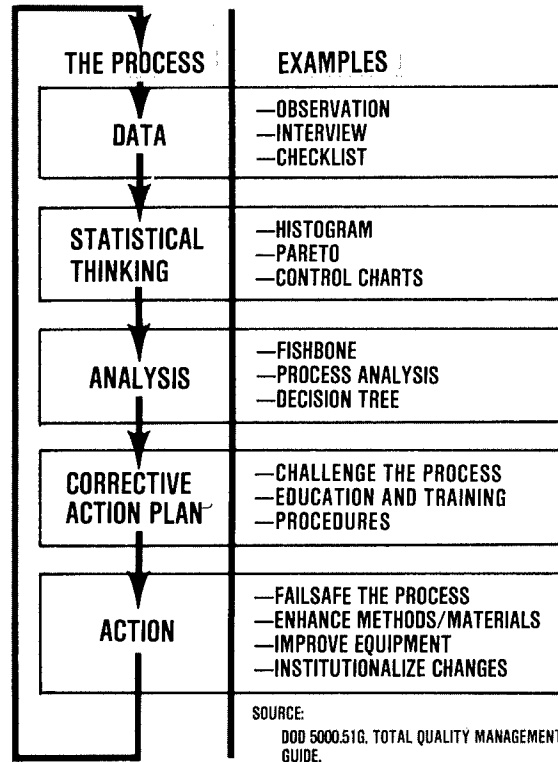 THE PROCESS EXAMPLES
DATA
—OBSERVATION
—INTERVIEW
—CHECKLIST
STATISTICAL
THINKING
—HISTOGRAM
—PARETO
—CONTROL CHARTS
ANALYSIS
—FISHBONE
—PROCESS ANALYSIS
—DECISION TREE
CORRECTIVE
ACTION PLAN
—CHALLENGE THE PROCESS
—EDUCATION AND TRAINING
—PROCEDURES
ACTION
—FAILSAFE THE PROCESS
—ENHANCE METHODS/MATERIALS
—IMPROVE EQUIPMENT
—INSTITUTIONALIZE CHANGES
SOURCE:
DOD 5000.51G, TOTAL QUALITY MANAGEMENT
GUIDE.